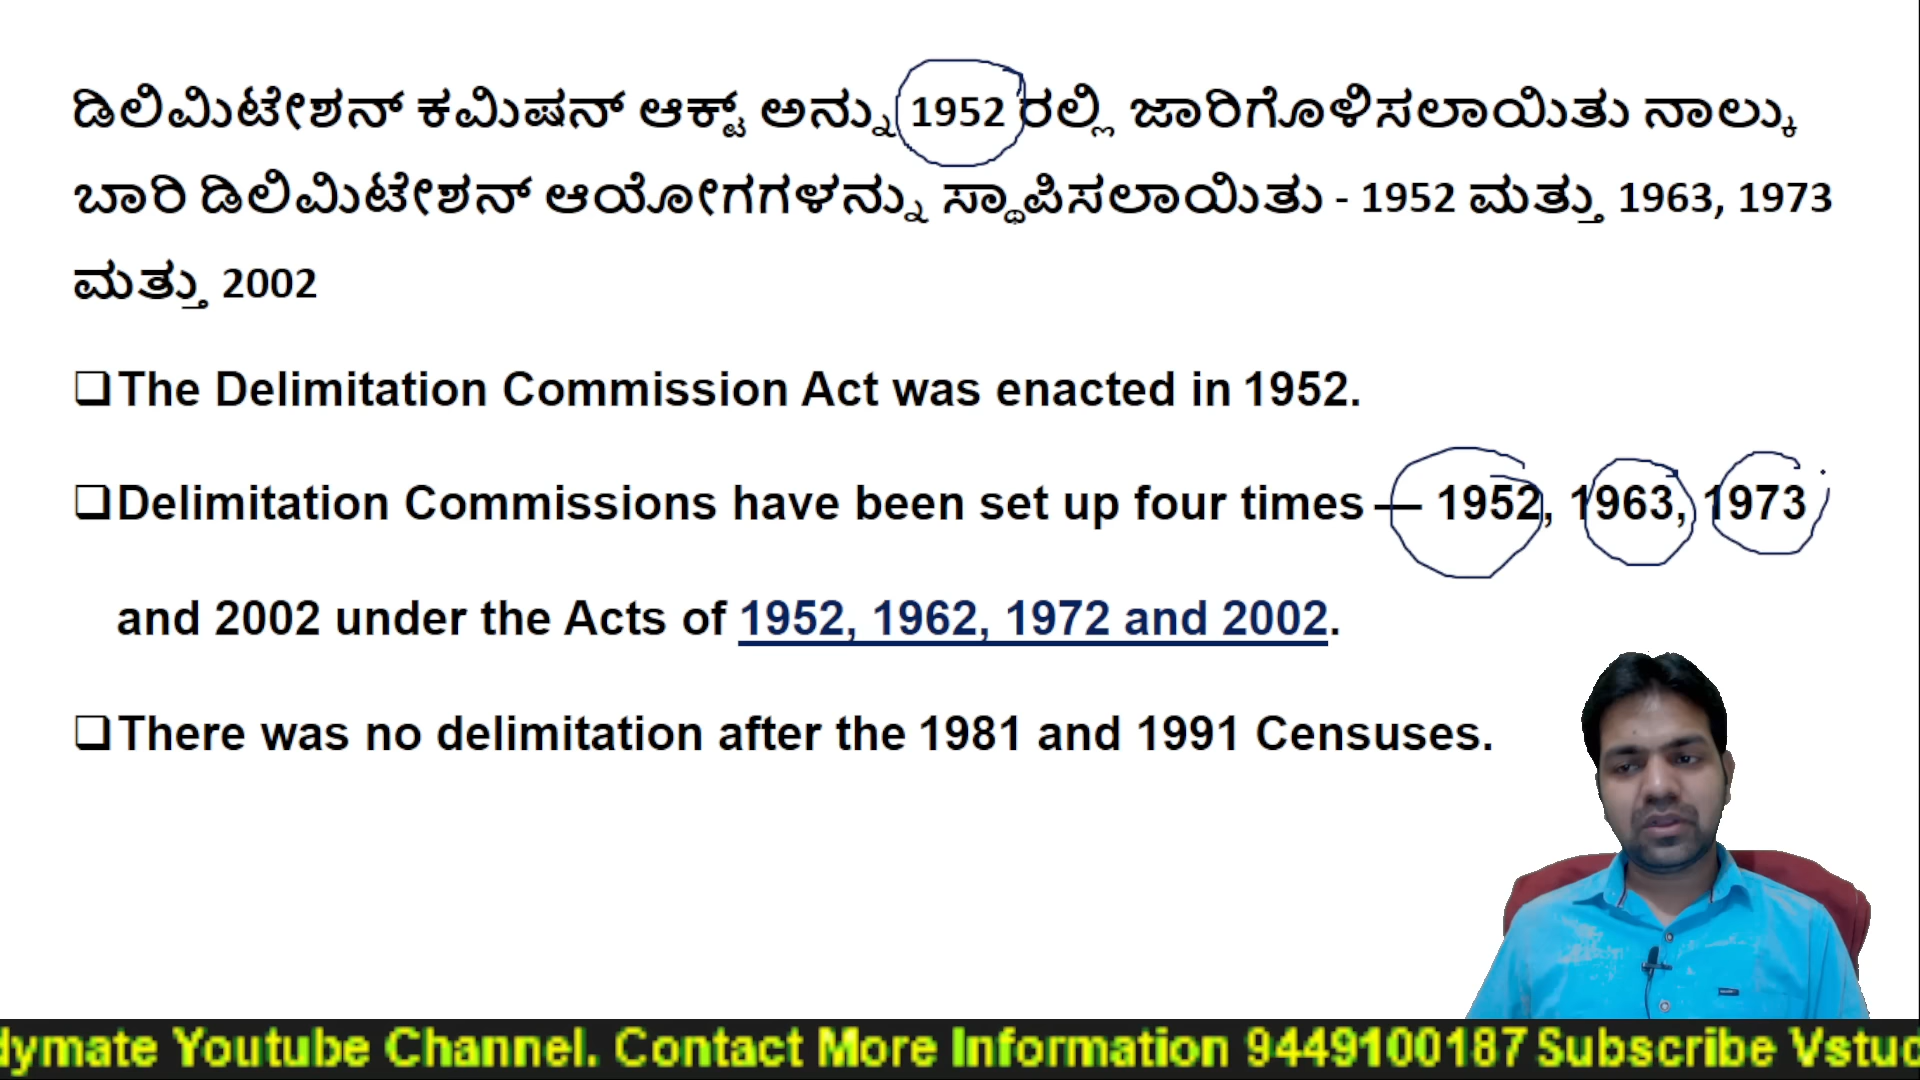 ಡಿಲಿಮಿಟೇಶನ್ ಕಮಿಷನ್ ಆಕ್ಟ್ ಅನ್ನು 1952 ರಲ್ಲಿ ಜಾರಿಗೊಳಿಸಲಾಯಿತು ನಾಲ್ಕು
ಬಾರಿ ಡಿಲಿಮಿಟೇಶನ್ ಆಯೋಗಗಳನ್ನು ಸ್ಥಾಪಿಸಲಾಯಿತು - 1952 ಮತ್ತು 1963, 1973
ಮತ್ತು 2002
❑The Delimitation Commission Act was enacted in 1952.
❑Delimitation Commissions have been set up four times — 1952, 1963, 1973
and 2002 under the Acts of 1952, 1962, 1972 and 2002.
❑There was no delimitation after the 1981 and 1991 Censuses.
dymate Youtube Channel. Contact More Information 9449100187 Subscribe Vstud